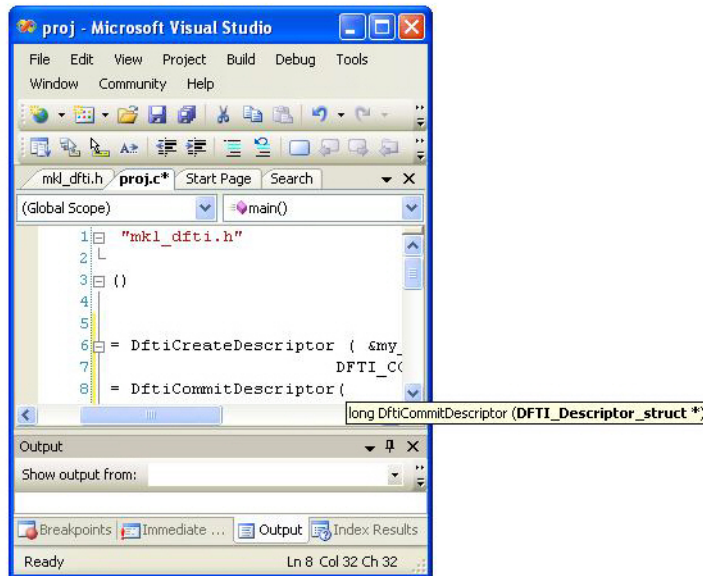 proj - Microsoft Visual Studio
File Edit View Project Build Debug Tools
Window Community Help
mkl_dfti.h proj.c* Start Page Search
(Global Scope) main()
1 "mkl_dfti.h"
2
3 ()
4
5
6 = DftiCreateDescriptor ( &my_
7 DFTI_CO
8 = DftiCommitDescriptor(
long DftiCommitDescriptor (DFTI_Descriptor_struct *)
Output
Show output from:
Breakpoints Immediate ... Output Index Results
Ready Ln 8 Col 32 Ch 32